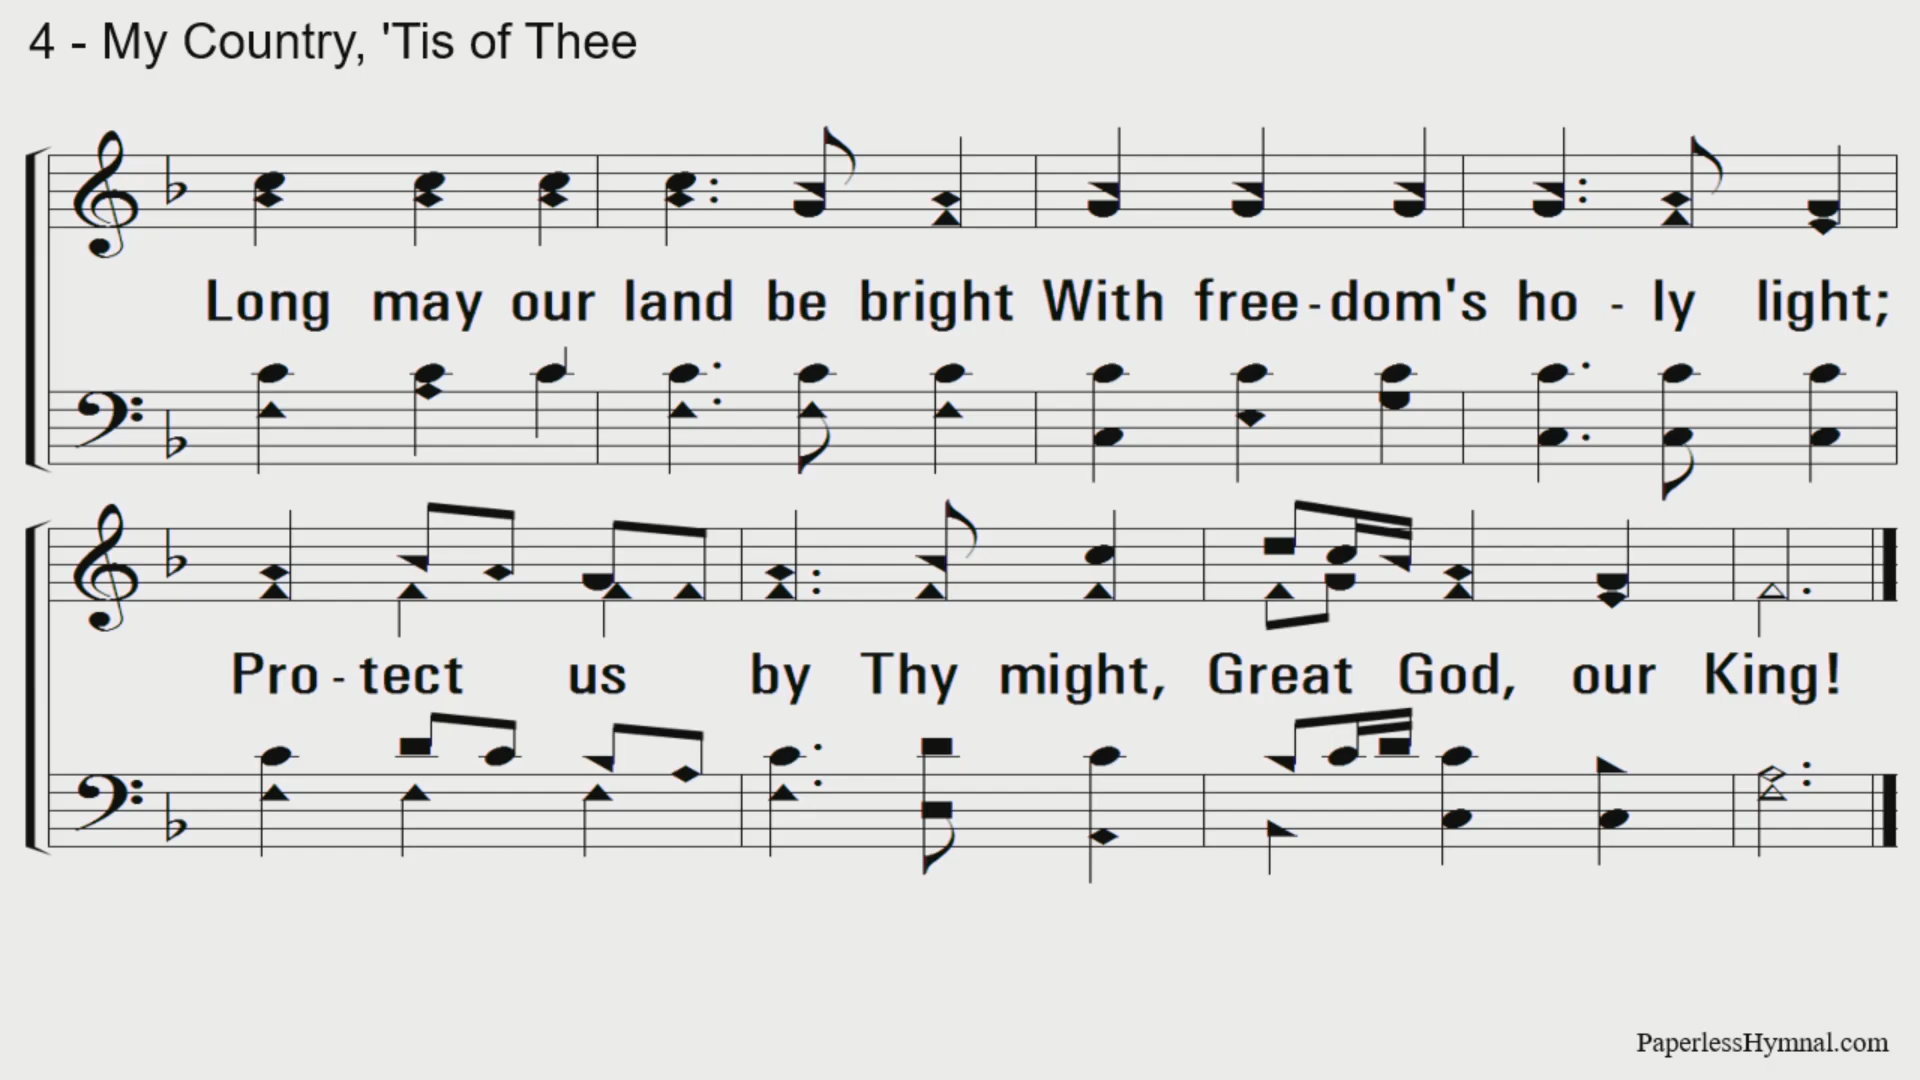 4 - My Country, 'Tis of Thee
Long may our land be bright With free-dom's ho - ly light;
Pro - tect us by Thy might, Great God, our King!
PaperlessHymnal.com